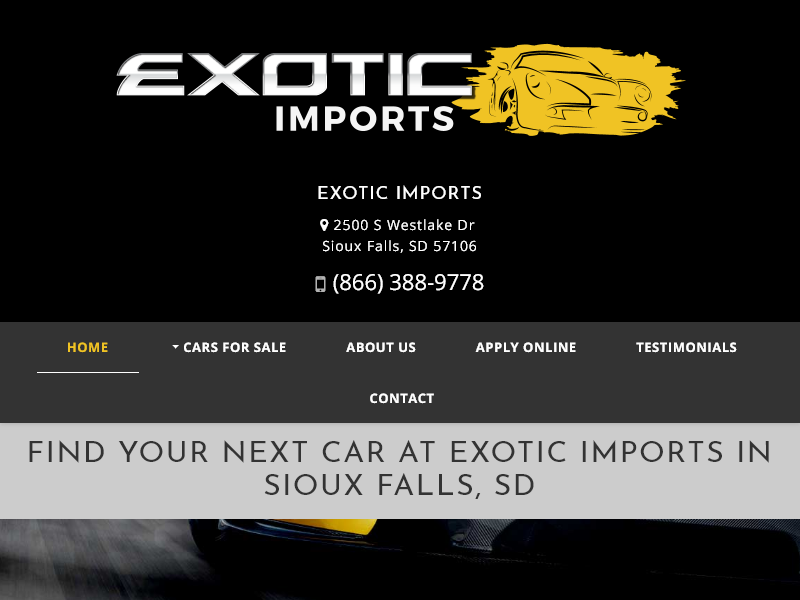 EXOTIC
IMPORTS
EXOTIC IMPORTS
2500 S Westlake Dr
Sioux Falls, SD 57106
(866) 388-9778
HOME CARS FOR SALE ABOUT US APPLY ONLINE TESTIMONIALS
CONTACT
FIND YOUR NEXT CAR AT EXOTIC IMPORTS IN
SIOUX FALLS, SD